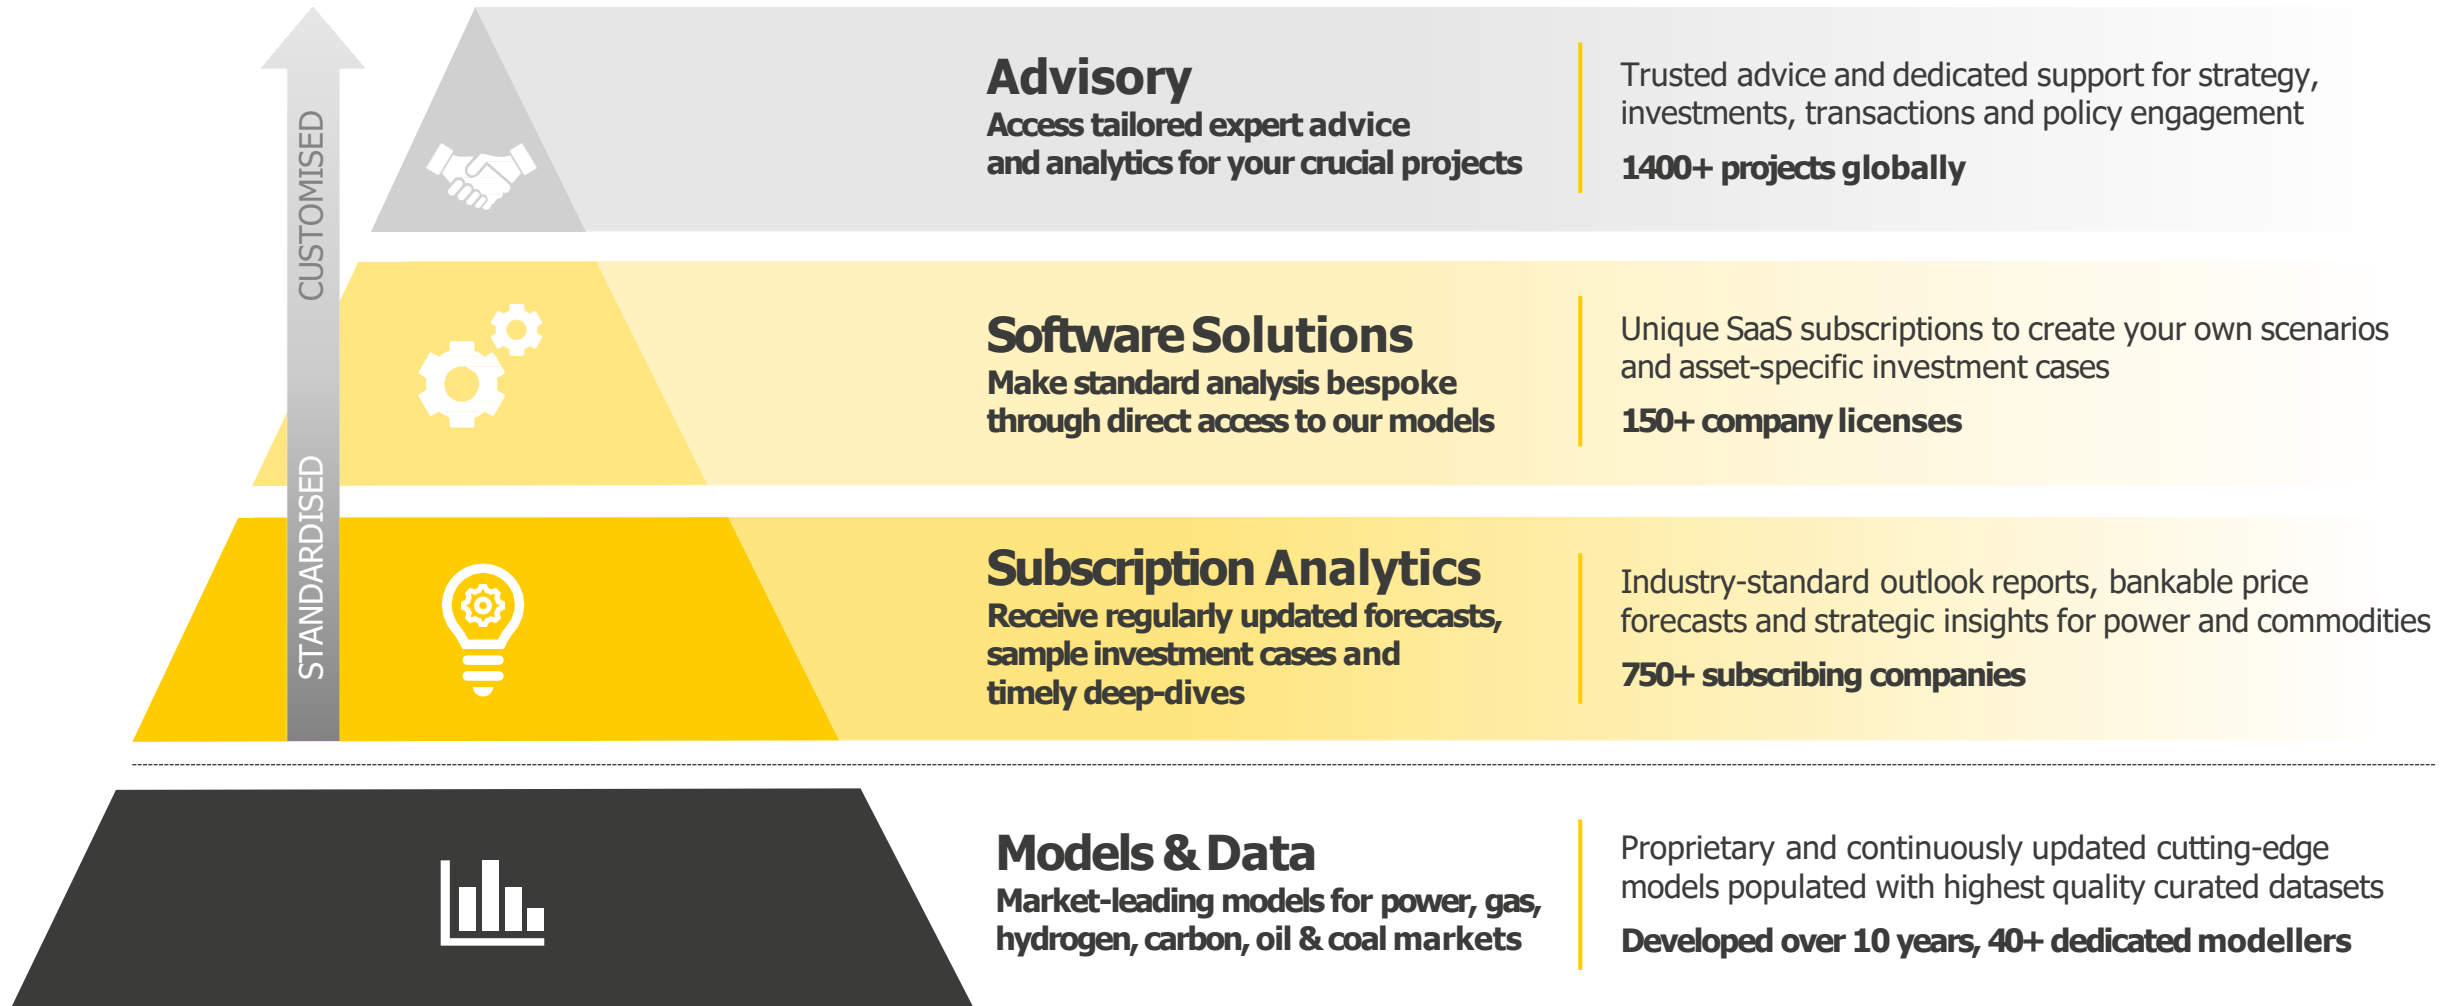 CUSTOMISED
STANDARDISED
Advisory
Access tailored expert advice
and analytics for your crucial projects
Trusted advice and dedicated support for strategy,
investments, transactions and policy engagement
1400+ projects globally
Software Solutions
Make standard analysis bespoke
through direct access to our models
Unique SaaS subscriptions to create your own scenarios
and asset-specific investment cases
150+ company licenses
Subscription Analytics
Receive regularly updated forecasts,
sample investment cases and
timely deep-dives
Industry-standard outlook reports, bankable price
forecasts and strategic insights for power and commodities
750+ subscribing companies
Models & Data
Market-leading models for power, gas,
hydrogen, carbon, oil & coal markets
Proprietary and continuously updated cutting-edge
models populated with highest quality curated datasets
Developed over 10 years, 40+ dedicated modellers